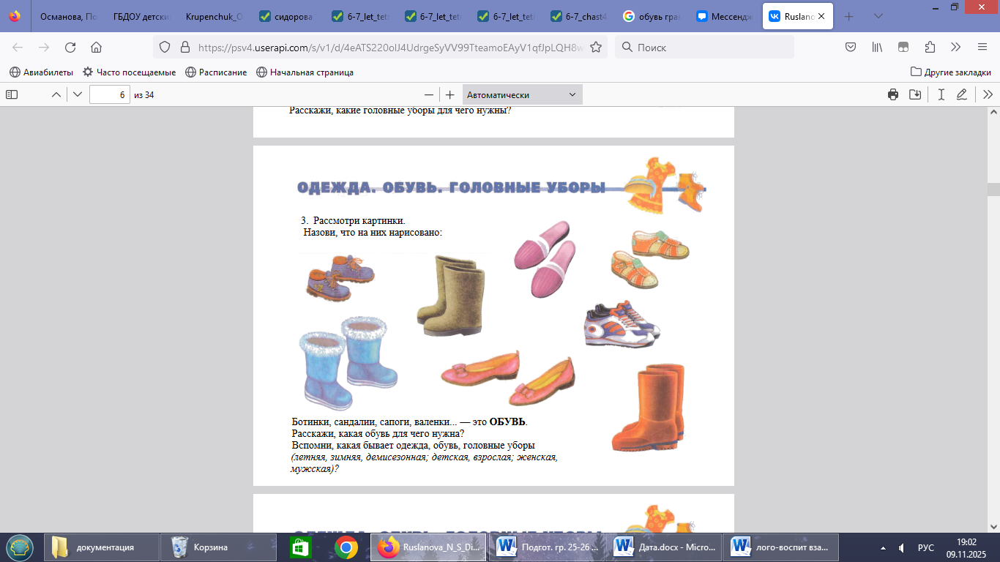 Османова, По
ГБДОУ детски
Krupenchuk_O
сидорова
6-7_let_tetr
6-7_let_tetr
6-7_let_tetr
6-7_chast4
обувь гра
Мессендж
Ruslano
https://psv4.userapi.com/s/v1/d/4eATS220olJ4UdrgeSyVV99TteamoEAyV1qfJpLQH8w
Поиск
Авиабилеты
Часто посещаемые
Расписание
Начальная страница
Другие закладки
6 из 34
Автоматически
Расскажи, какие головные уборы для чего нужны?
ОДЕЖДА. ОБУВЬ. ГОЛОВНЫЕ УБОРЫ
3. Рассмотри картинки.
Назови, что на них нарисовано:
Ботинки, сандалии, сапоги, валенки... — это ОБУВЬ.
Расскажи, какая обувь для чего нужна?
Вспомни, какая бывает одежда, обувь, головные уборы
(летняя, зимняя, демисезонная; детская, взрослая; женская,
мужская)?
ОДЕЖДА. ОБУВЬ. ГОЛОВНЫЕ УБОРЫ
документация
Корзина
Ruslanova_N_S_Di...
Подгот. гр. 25-26 ...
Дата.docx - Micro...
лого-воспит вза...
РУС
19:02
09.11.2025